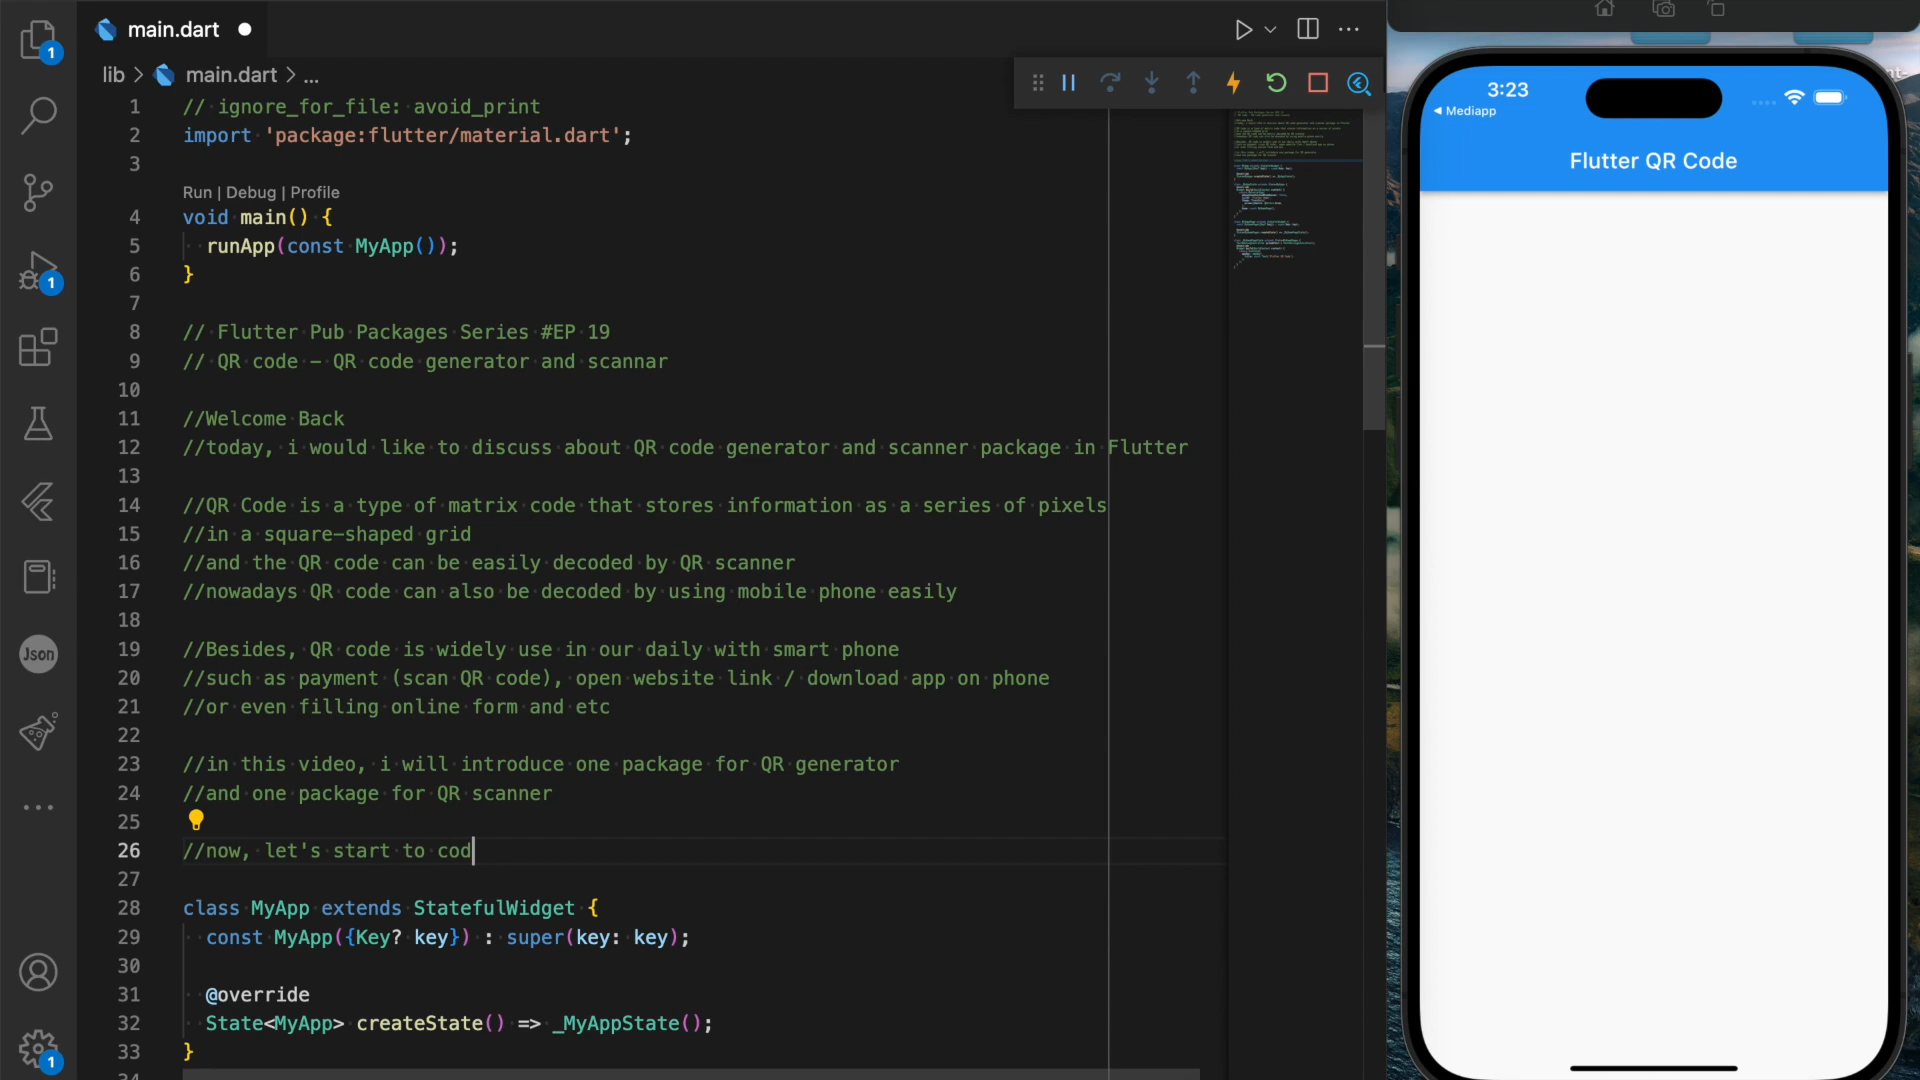 main.dart
lib > main.dart > ...
1 // ignore_for_file: avoid_print
2 import 'package:flutter/material.dart';
3
Run | Debug | Profile
4 void main() {
5 runApp(const MyApp());
6 }
7
8 // Flutter Pub Packages Series #EP 19
9 // QR code - QR code generator and scannar
10
11 //Welcome Back
12 //today, i would like to discuss about QR code generator and scanner package in Flutter
13
14 //QR Code is a type of matrix code that stores information as a series of pixels
15 //in a square-shaped grid
16 //and the QR code can be easily decoded by QR scanner
17 //nowadays QR code can also be decoded by using mobile phone easily
18
19 //Besides, QR code is widely use in our daily with smart phone
20 //such as payment (scan QR code), open website link / download app on phone
21 //or even filling online form and etc
22
23 //in this video, i will introduce one package for QR generator
24 //and one package for QR scanner
25
26 //now, let's start to cod
27
28 class MyApp extends StatefulWidget {
29 const MyApp({Key? key}) : super(key: key);
30
31 @override
32 State<MyApp> createState() => _MyAppState();
33 }
34
1
1
Json
1
3:23
Mediapp
Flutter QR Code